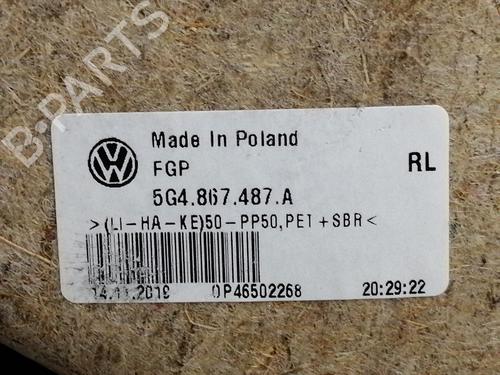 B-PARTS
Made In Poland
FGP
RL
5G4.867.487.A
>(LI-HA-KE)50-PP50,PET+SBR<
14.11.2019 0P46502268 20:29:22